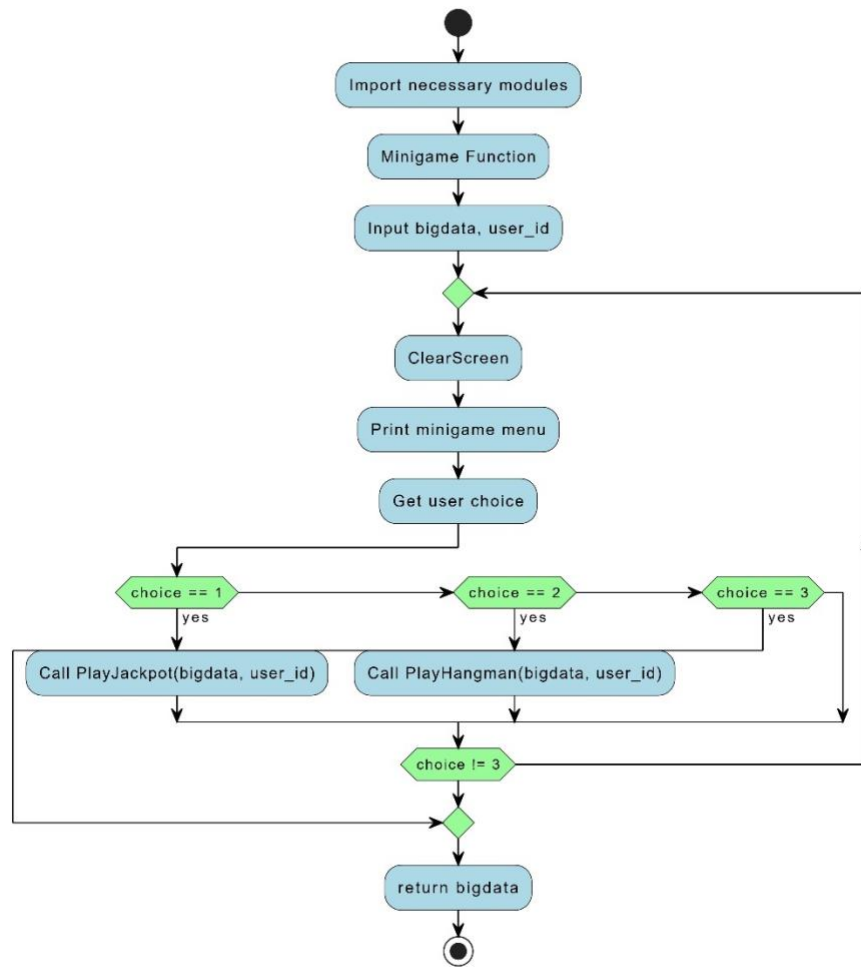 Import necessary modules
Minigame Function
Input bigdata, user_id
ClearScreen
Print minigame menu
Get user choice
choice == 1
choice == 2
choice == 3
yes
yes
yes
Call PlayJackpot(bigdata, user_id)
Call PlayHangman(bigdata, user_id)
choice != 3
return bigdata